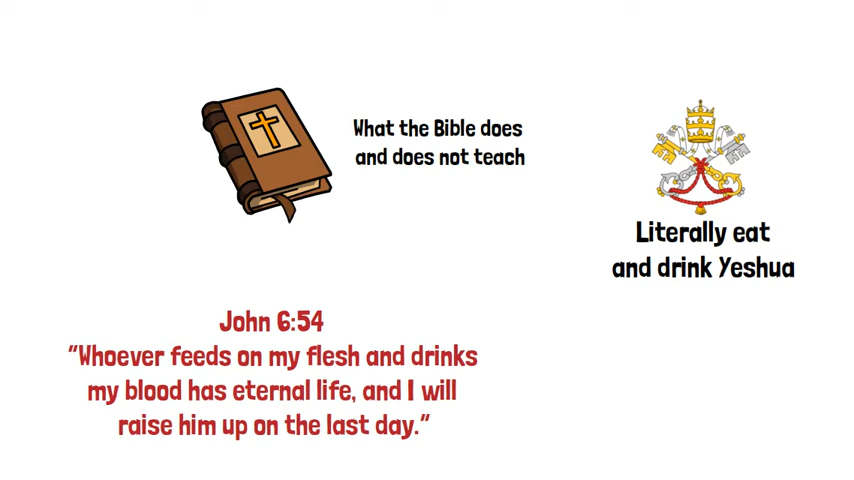 What the Bible does
and does not teach
Literally eat
and drink Yeshua
John 6:54
"Whoever feeds on my flesh and drinks
my blood has eternal life, and I will
raise him up on the last day."